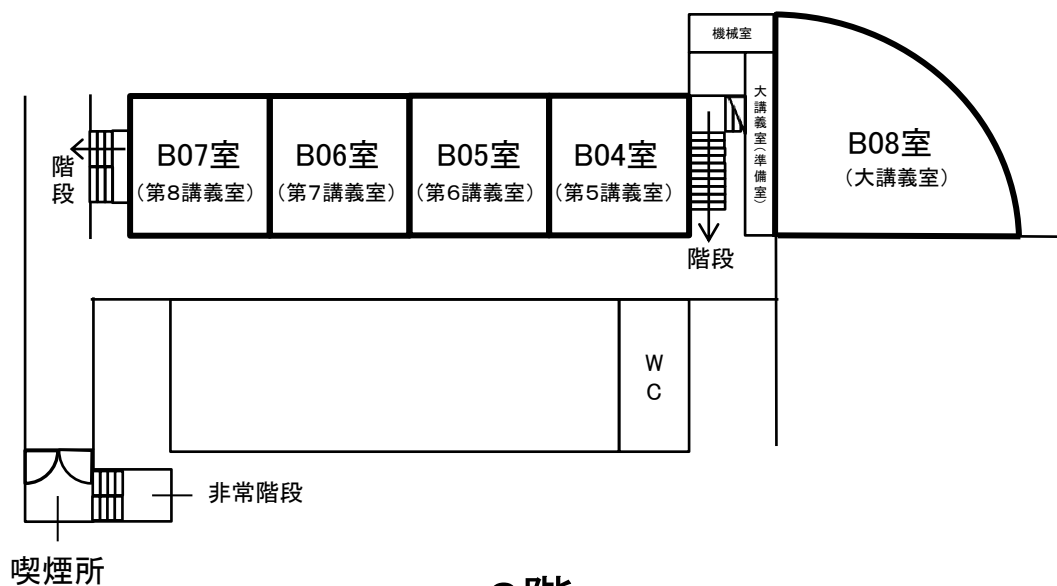 機械室
大講義室(準備室)
B07室
(第8講義室)
B06室
(第7講義室)
B05室
(第6講義室)
B04室
(第5講義室)
B08室
(大講義室)
階段
階段
WC
非常階段
喫煙所